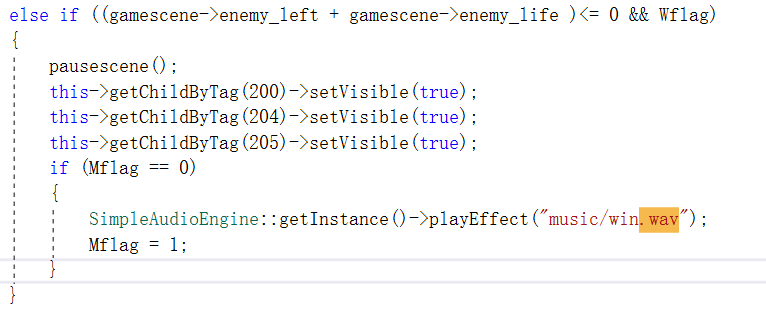 else if ((gamescene->enemy_left + gamescene->enemy_life )<= 0 && Wflag)
{
pausescene();
this->getChildByTag(200)->setVisible(true);
this->getChildByTag(204)->setVisible(true);
this->getChildByTag(205)->setVisible(true);
if (Mflag == 0)
{
SimpleAudioEngine::getInstance()->playEffect("music/win.wav");
Mflag = 1;
}
}